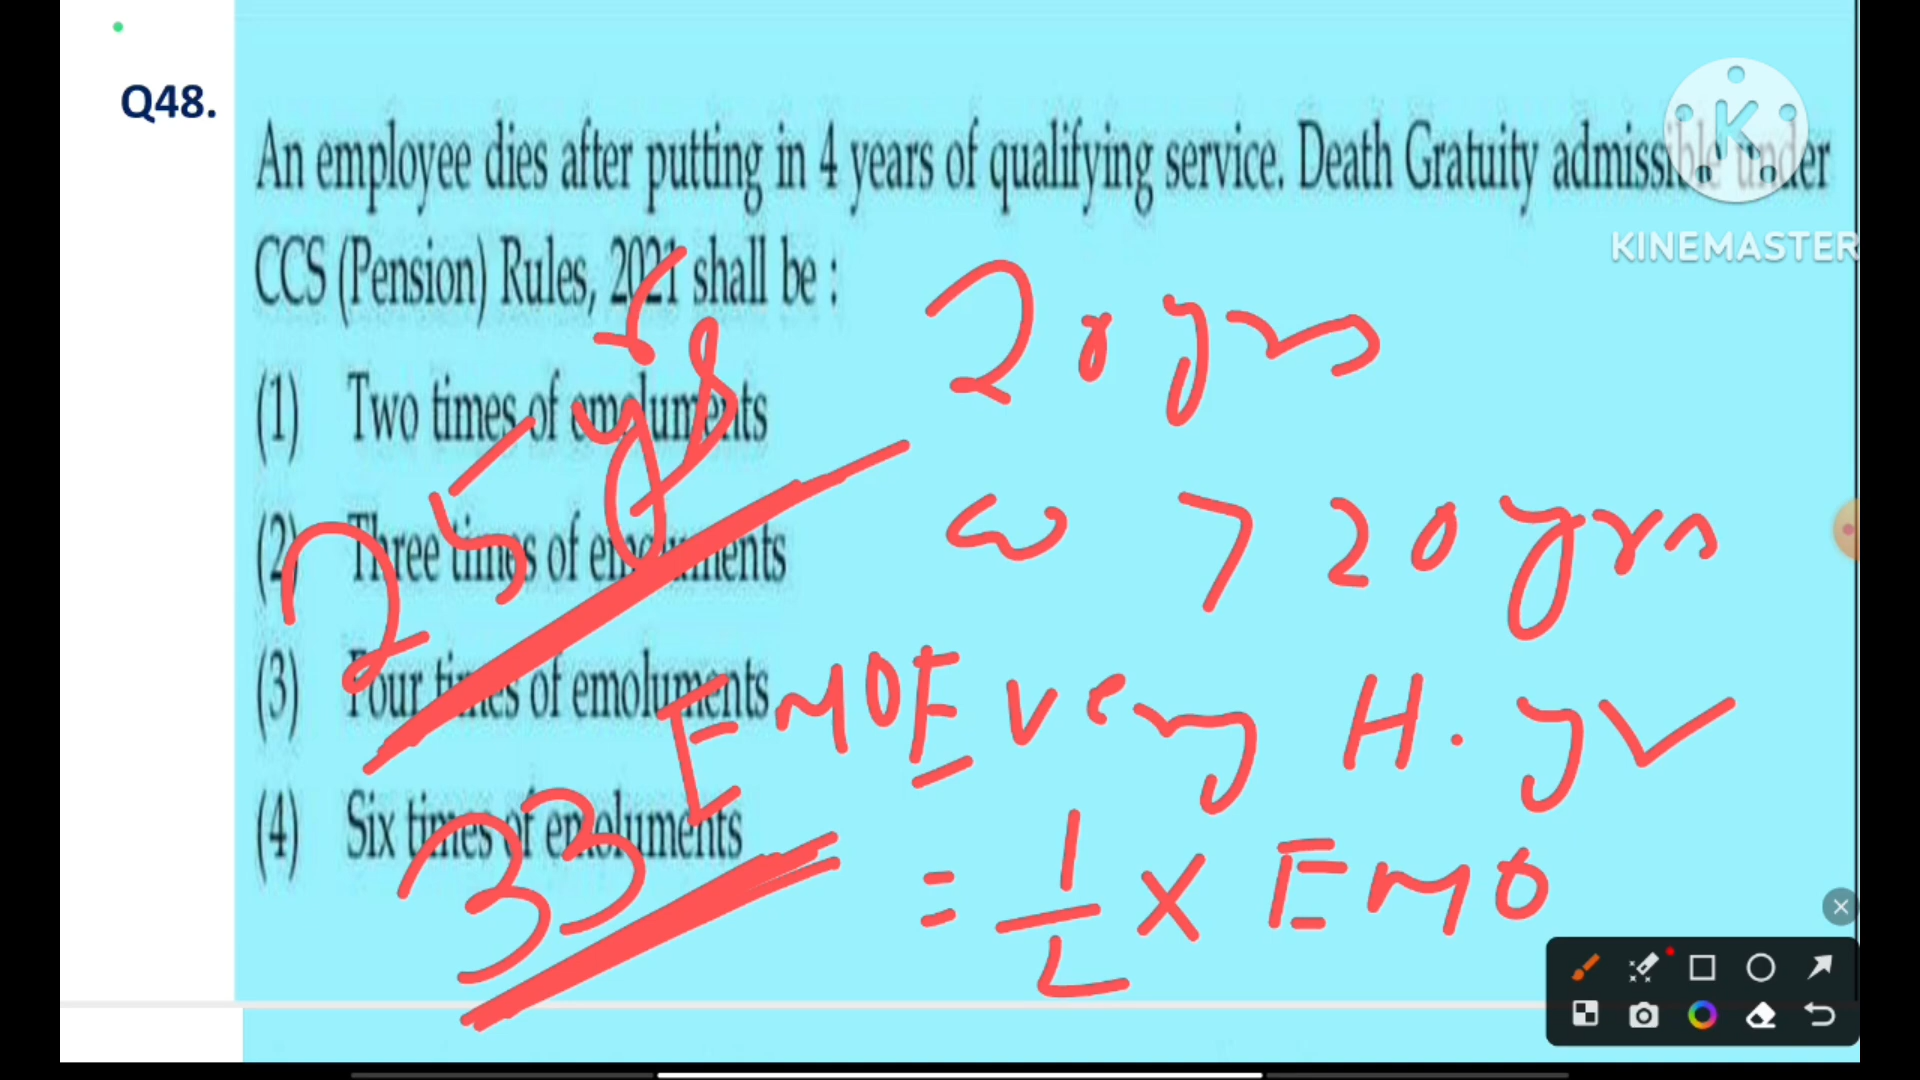 Q48.
An employee dies after putting in 4 years of qualifying service. Death Gratuity admissible under
CCS (Pension) Rules, 2021 shall be :
KINEMASTER
(1) Two times of emoluments
(2) Three times of emoluments
(3) Four times of emoluments
(4) Six times of emoluments
20 yrs
> 20 yrs
25 yrs
EMO Every H. yr
= 1/2 X EMO
33